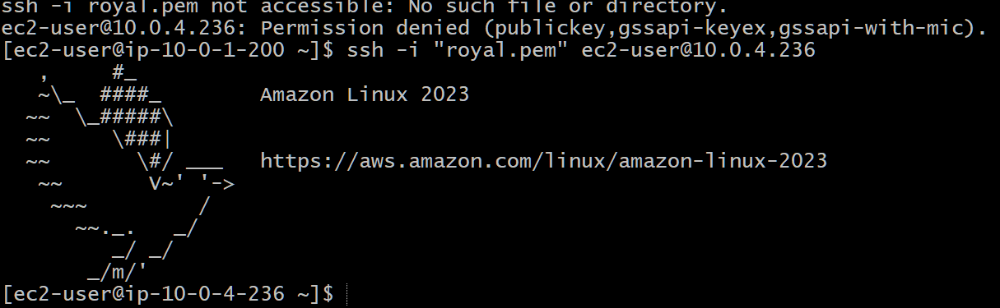 ssh -i royal.pem not accessible: No such file or directory.
ec2-user@10.0.4.236: Permission denied (publickey,gssapi-keyex,gssapi-with-mic).
[ec2-user@ip-10-0-1-200 ~]$ ssh -i "royal.pem" ec2-user@10.0.4.236
   ,     #_
   ~\_  ####_        Amazon Linux 2023
  ~~  \_#####\
  ~~     \###|
  ~~       \#/ ___   https://aws.amazon.com/linux/amazon-linux-2023
   ~~       V~' '->
    ~~~         /
      ~~._.   _/
         _/ _/
       _/m/'
[ec2-user@ip-10-0-4-236 ~]$